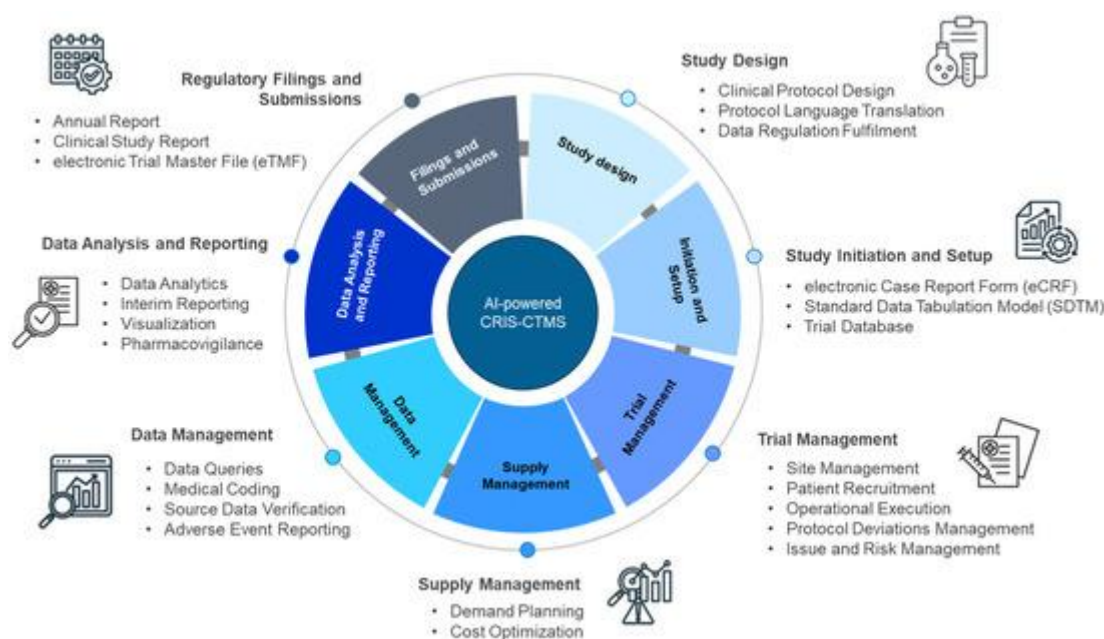 Regulatory Filings and
Submissions
• Annual Report
• Clinical Study Report
• electronic Trial Master File (eTMF)
Study Design
• Clinical Protocol Design
• Protocol Language Translation
• Data Regulation Fulfilment
Filings and
Submissions
Study design
Data Analysis and Reporting
• Data Analytics
• Interim Reporting
• Visualization
• Pharmacovigilance
Data Analysis
and Reporting
AI-powered
CRIS-CTMS
Initiation and
Setup
Study Initiation and Setup
• electronic Case Report Form (eCRF)
• Standard Data Tabulation Model (SDTM)
• Trial Database
Data
Management
Supply
Management
Trial
Management
Data Management
• Data Queries
• Medical Coding
• Source Data Verification
• Adverse Event Reporting
Trial Management
• Site Management
• Patient Recruitment
• Operational Execution
• Protocol Deviations Management
• Issue and Risk Management
Supply Management
• Demand Planning
• Cost Optimization